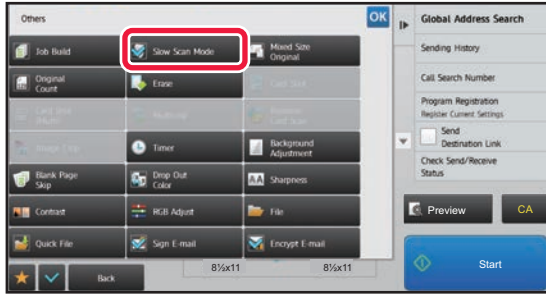 Others
OK
Job Build
Slow Scan Mode
Mixed Size
Original
Original
Count
Erase
Card Shot
Timer
Background
Adjustment
Blank Page
Skip
Drop Out
Color
Sharpness
Contrast
RGB Adjust
File
Quick File
Sign E-mail
Encrypt E-mail
Back
8½x11
8½x11
Global Address Search
Sending History
Call Search Number
Program Registration
Register Current Settings
Send
Destination Link
Check Send/Receive
Status
Preview
CA
Start